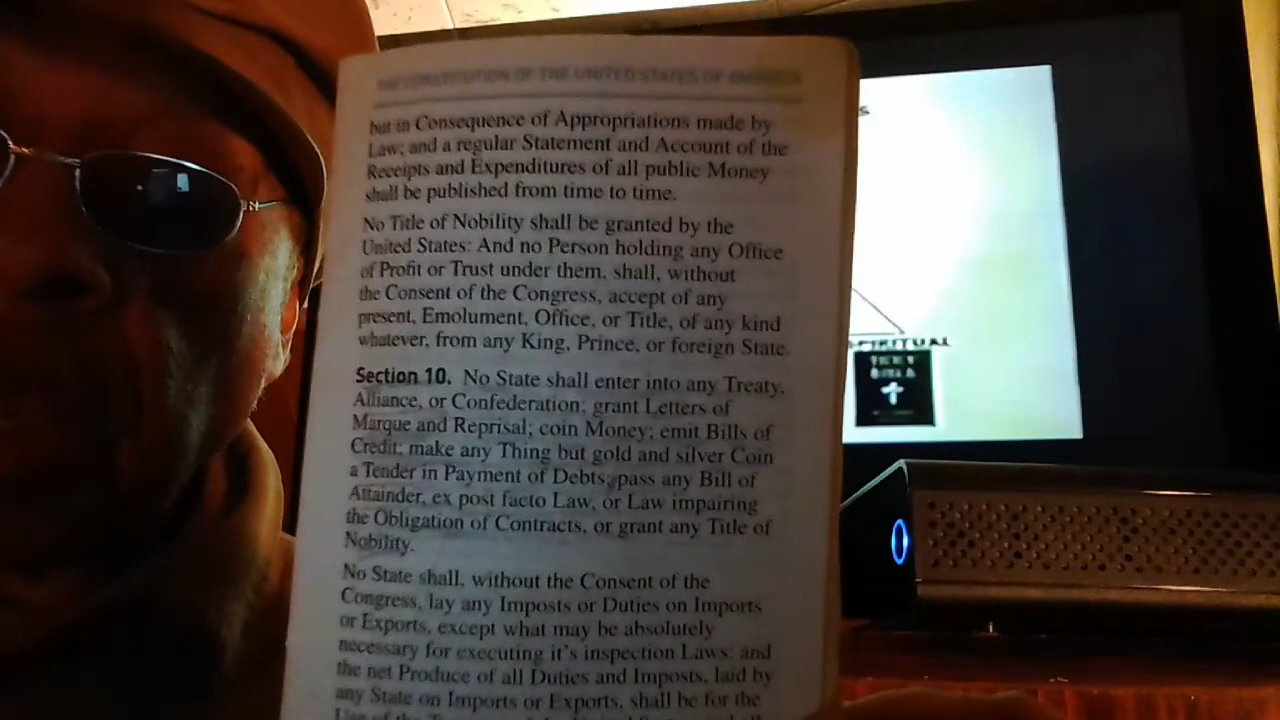 THE CONSTITUTION OF THE UNITED STATES OF AMERICA
but in Consequence of Appropriations made by
Law; and a regular Statement and Account of the
Receipts and Expenditures of all public Money
shall be published from time to time.
No Title of Nobility shall be granted by the
United States: And no Person holding any Office
of Profit or Trust under them, shall, without
the Consent of the Congress, accept of any
present, Emolument, Office, or Title, of any kind
whatever, from any King, Prince, or foreign State.
Section 10. No State shall enter into any Treaty,
Alliance, or Confederation; grant Letters of
Marque and Reprisal; coin Money; emit Bills of
Credit; make any Thing but gold and silver Coin
a Tender in Payment of Debts; pass any Bill of
Attainder, ex post facto Law, or Law impairing
the Obligation of Contracts, or grant any Title of
Nobility.
No State shall, without the Consent of the
Congress, lay any Imposts or Duties on Imports
or Exports, except what may be absolutely
necessary for executing it's inspection Laws: and
the net Produce of all Duties and Imposts, laid by
any State on Imports or Exports, shall be for the
S
SPIRITUAL
HOLY
BIBLE